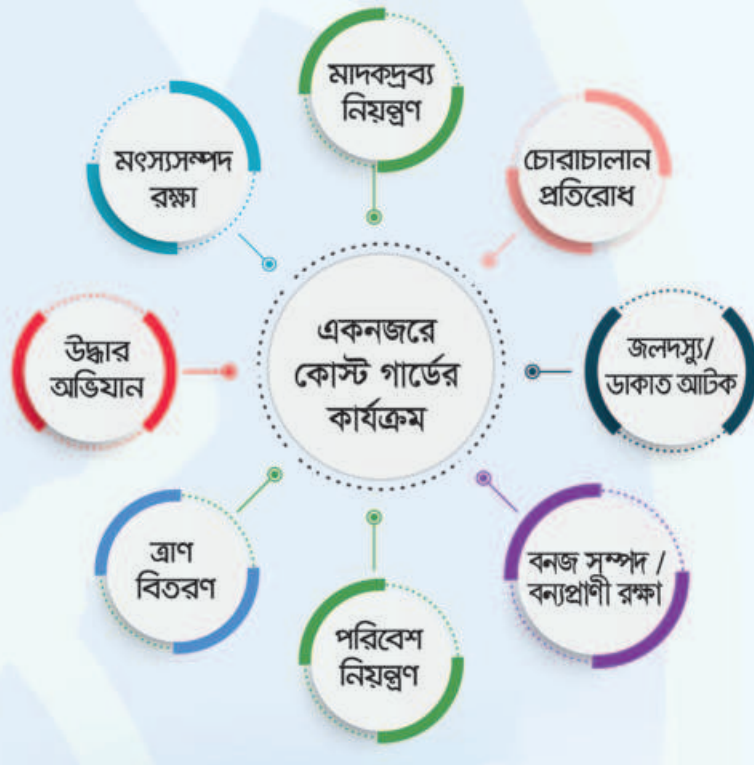 মাদকদ্রব্য
নিয়ন্ত্রণ
চোরাচালান
প্রতিরোধ
জলদস্যু/
ডাকাত আটক
বনজ সম্পদ /
বন্যপ্রাণী রক্ষা
পরিবেশ
নিয়ন্ত্রণ
ত্রাণ
বিতরণ
উদ্ধার
অভিযান
মৎস্যসম্পদ
রক্ষা
একনজরে
কোস্ট গার্ডের
কার্যক্রম